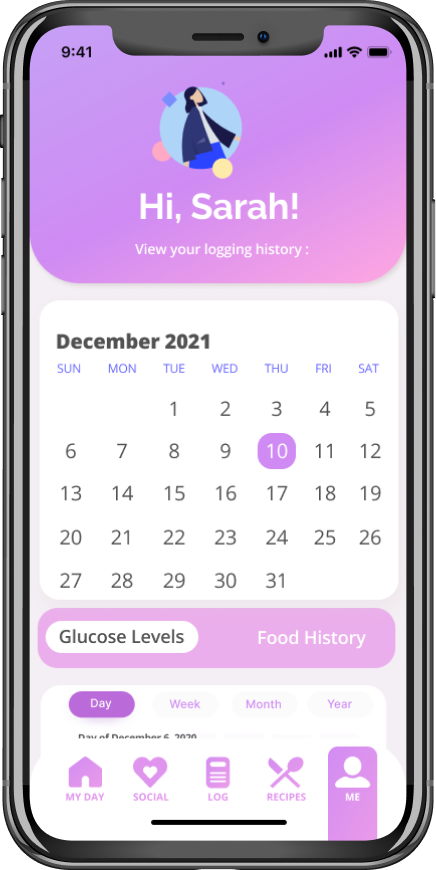 9:41
Hi, Sarah!
View your logging history :
December 2021
SUN MON TUE WED THU FRI SAT
1 2 3 4 5
6 7 8 9 10 11 12
13 14 15 16 17 18 19
20 21 22 23 24 25 26
27 28 29 30 31
Glucose Levels Food History
Day Week Month Year
Day of December 6, 2020
MY DAY SOCIAL LOG RECIPES ME